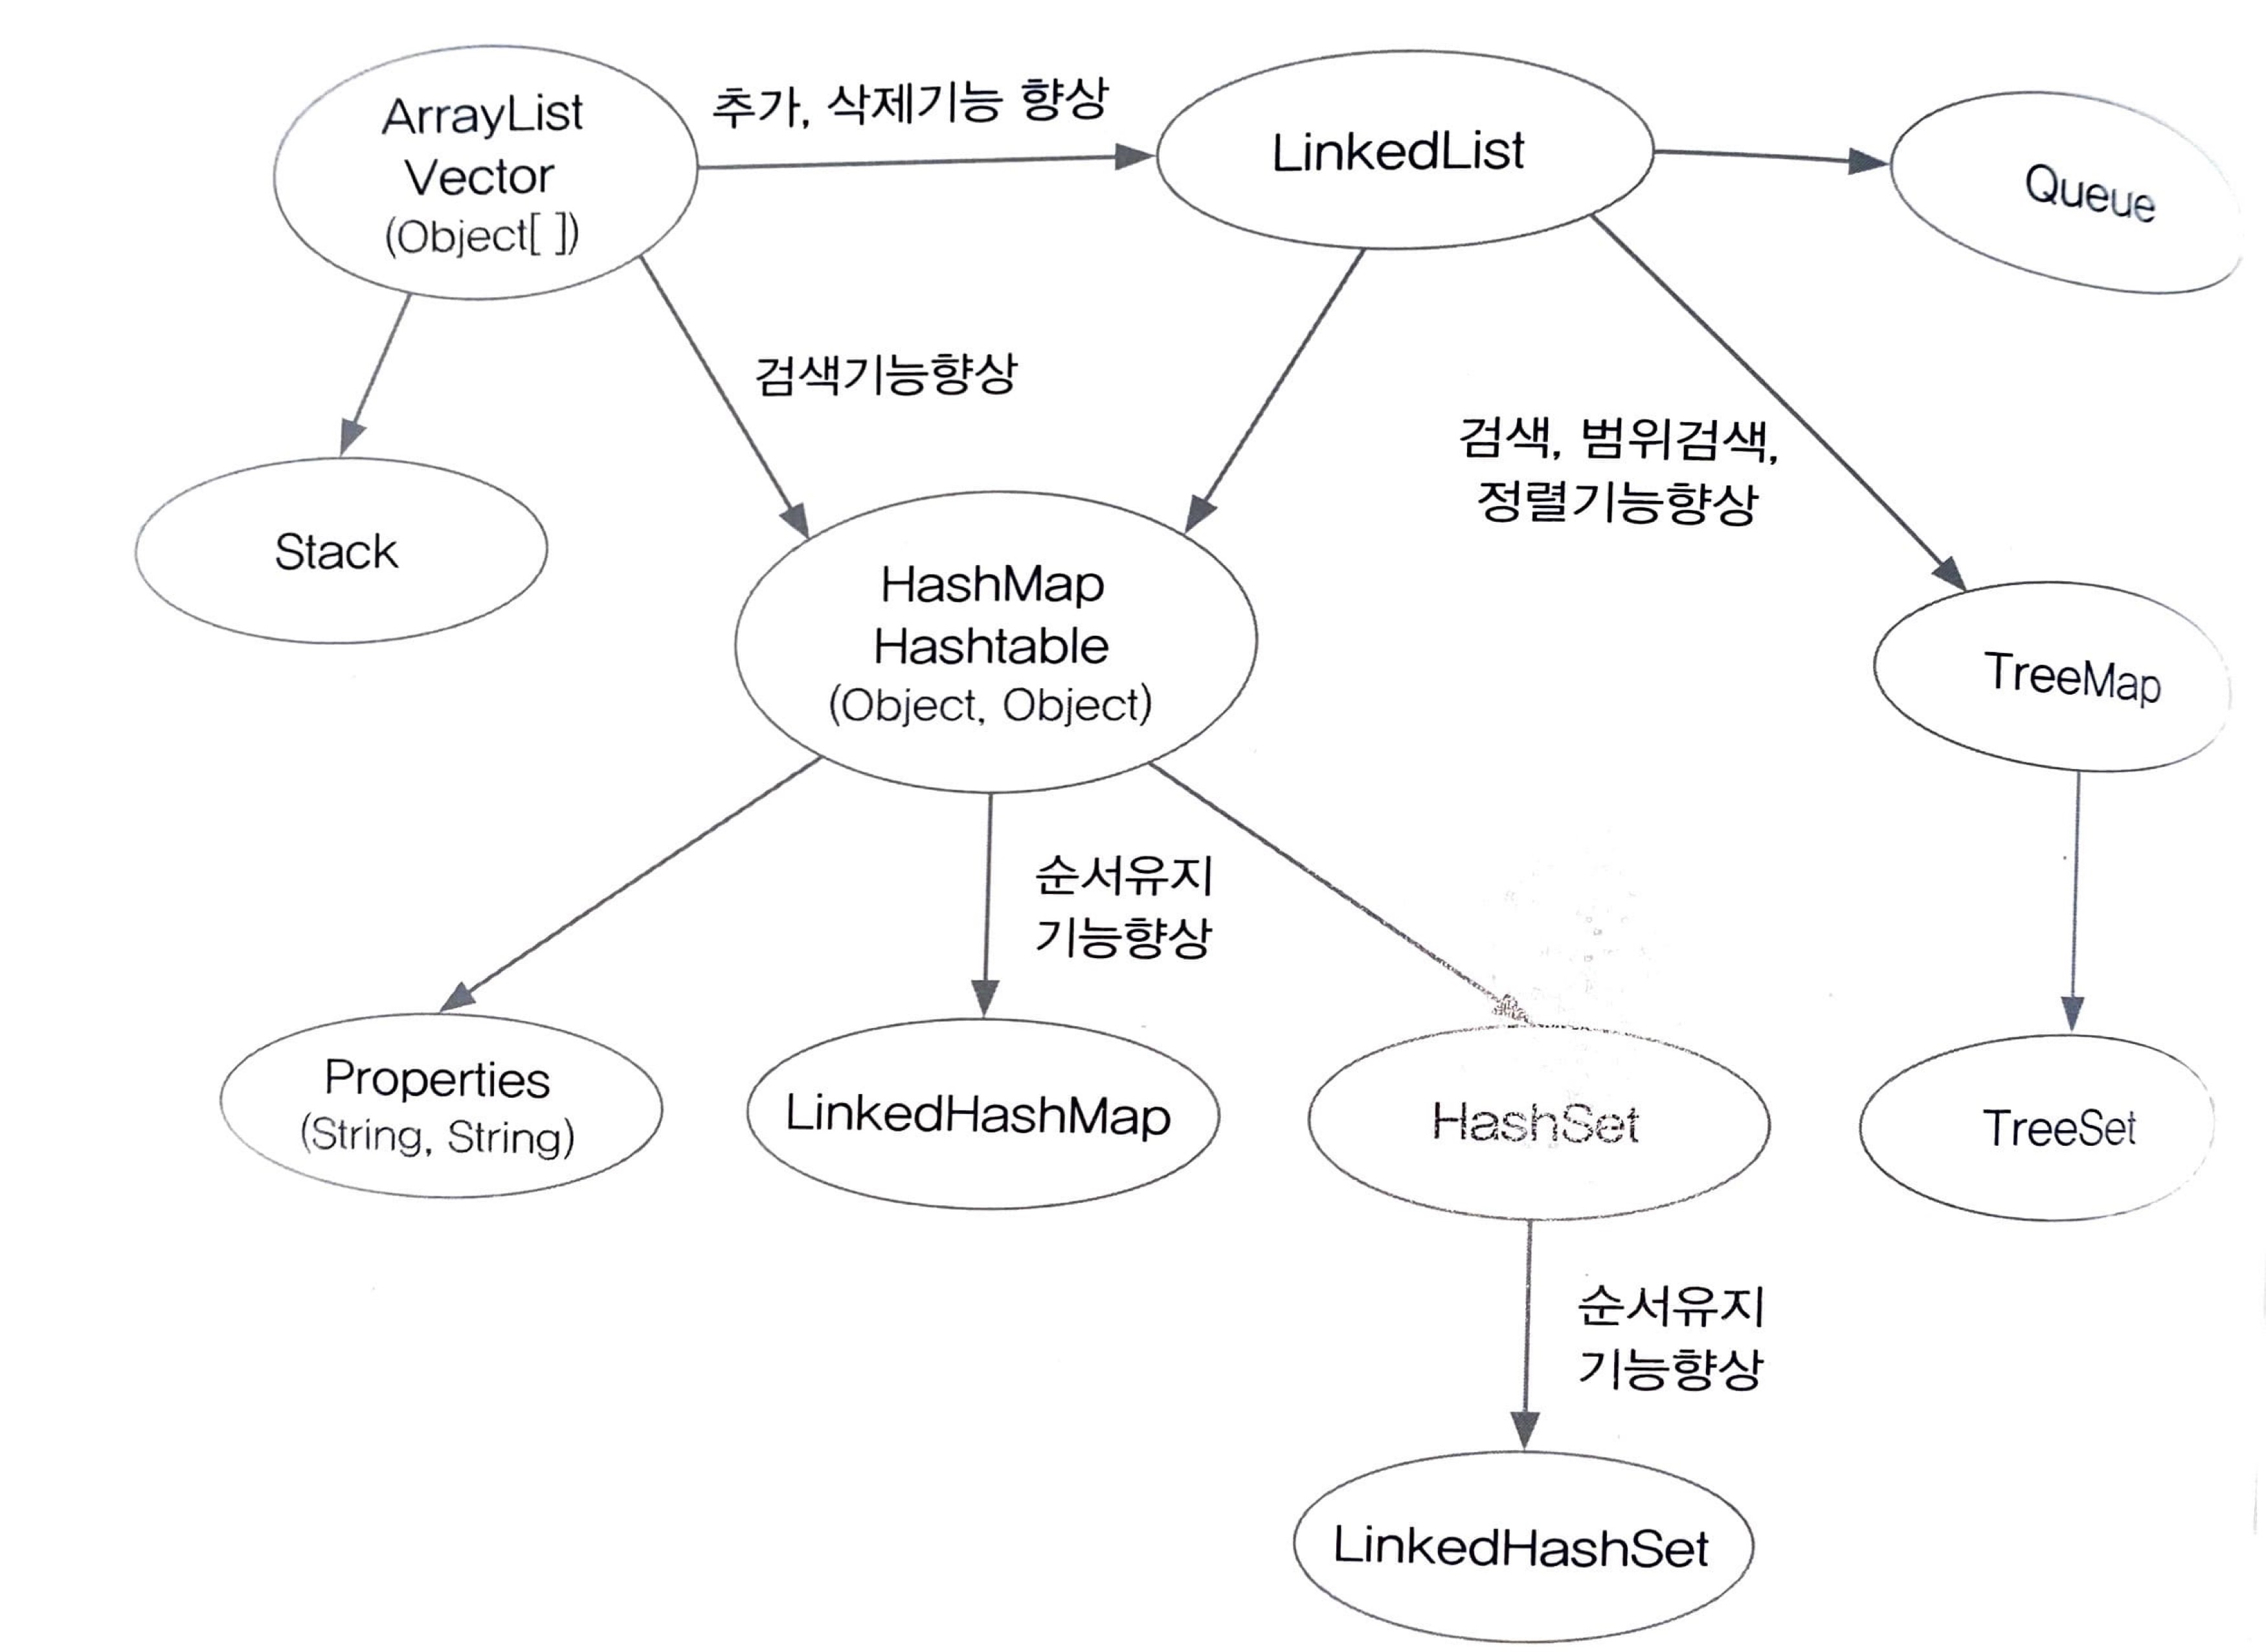 ArrayList
Vector
(Object[ ])
추가, 삭제기능 향상
LinkedList
Queue
검색기능향상
검색, 범위검색,
정렬기능향상
Stack
HashMap
Hashtable
(Object, Object)
TreeMap
순서유지
기능향상
Properties
(String, String)
LinkedHashMap
HashSet
TreeSet
순서유지
기능향상
LinkedHashSet